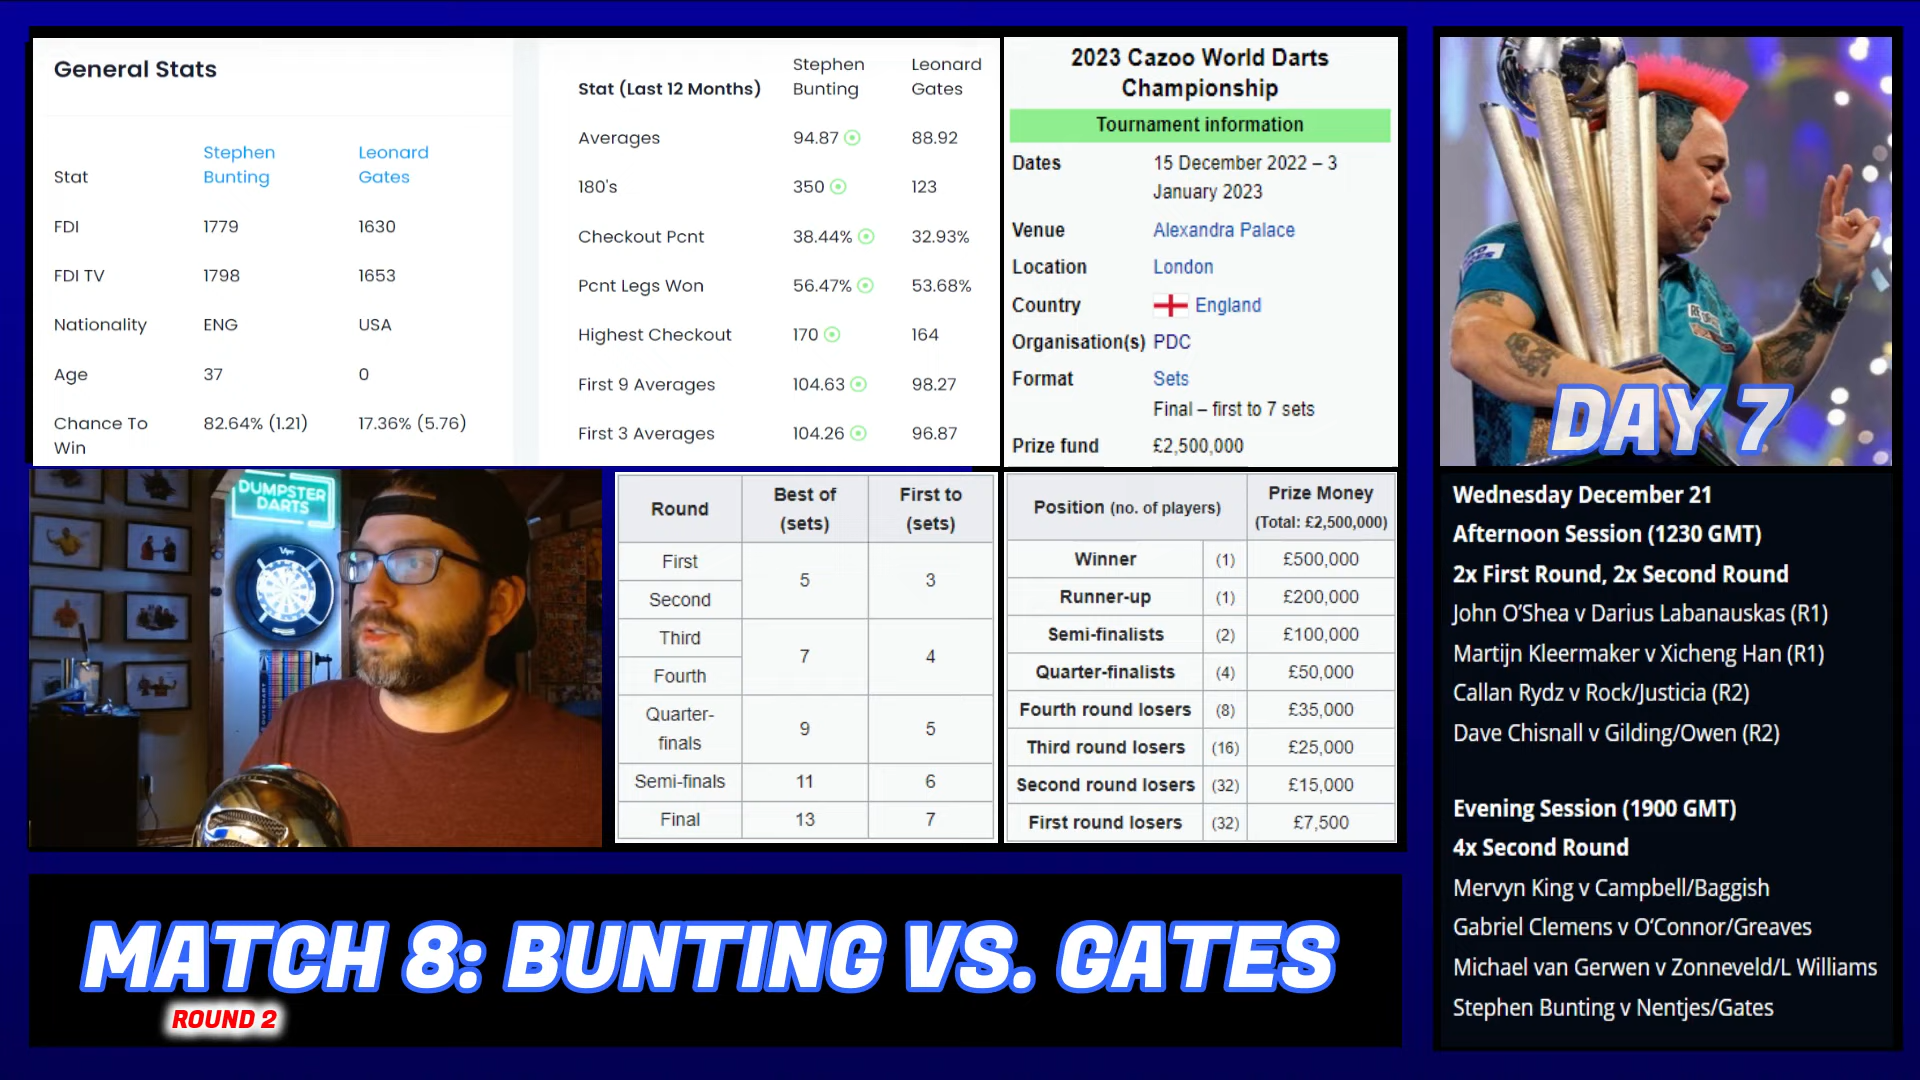 General Stats
Stat
Stephen
Bunting
Leonard
Gates
FDI 1779 1630
FDI TV 1798 1653
Nationality ENG USA
Age 37 0
Chance To
Win
82.64% (1.21) 17.36% (5.76)
Stat (Last 12 Months)
Stephen
Bunting
Leonard
Gates
Averages 94.87 88.92
180's 350 123
Checkout Pcnt 38.44% 32.93%
Pcnt Legs Won 56.47% 53.68%
Highest Checkout 170 164
First 9 Averages 104.63 98.27
First 3 Averages 104.26 96.87
2023 Cazoo World Darts
Championship
Tournament information
Dates 15 December 2022 – 3
January 2023
Venue Alexandra Palace
Location London
Country England
Organisation(s) PDC
Format Sets
Final – first to 7 sets
Prize fund £2,500,000
DAY 7
DUMPSTER
DARTS
Round
Best of
(sets)
First to
(sets)
First
Second
5 3
Third
Fourth
7 4
Quarter-
finals
9 5
Semi-finals 11 6
Final 13 7
Position (no. of players)
Prize Money
(Total: £2,500,000)
Winner (1) £500,000
Runner-up (1) £200,000
Semi-finalists (2) £100,000
Quarter-finalists (4) £50,000
Fourth round losers (8) £35,000
Third round losers (16) £25,000
Second round losers (32) £15,000
First round losers (32) £7,500
Wednesday December 21
Afternoon Session (1230 GMT)
2x First Round, 2x Second Round
John O'Shea v Darius Labanauskas (R1)
Martijn Kleermaker v Xicheng Han (R1)
Callan Rydz v Rock/Justicia (R2)
Dave Chisnall v Gilding/Owen (R2)
Evening Session (1900 GMT)
4x Second Round
Mervyn King v Campbell/Baggish
Gabriel Clemens v O'Connor/Greaves
Michael van Gerwen v Zonneveld/L Williams
Stephen Bunting v Nentjes/Gates
MATCH 8: BUNTING VS. GATES
ROUND 2